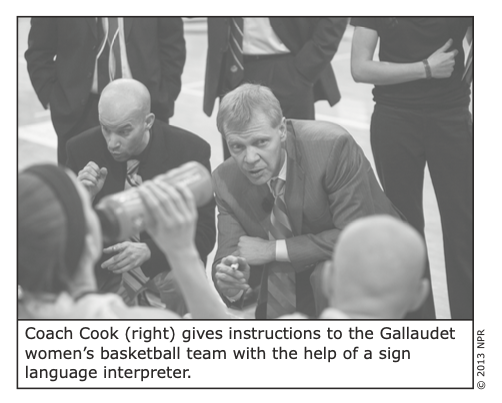 Coach Cook (right) gives instructions to the Gallaudet
women’s basketball team with the help of a sign
language interpreter.
© 2013 NPR